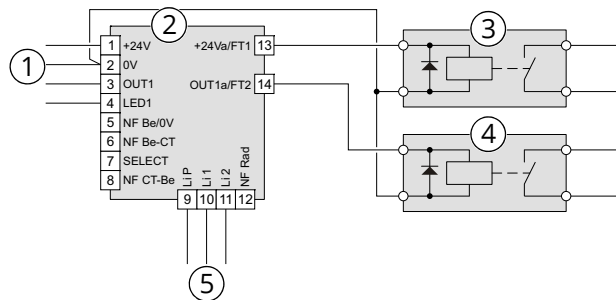 2
3
1 +24V +24Va/FT1 13
1
2 0V
3 OUT1 OUT1a/FT2 14
4 LED1
5 NF Be/0V
4
6 NF Be-CT
7 SELECT
8 NF CT-Be
Li P Li 1 Li 2 NF Rad
9 10 11 12
5